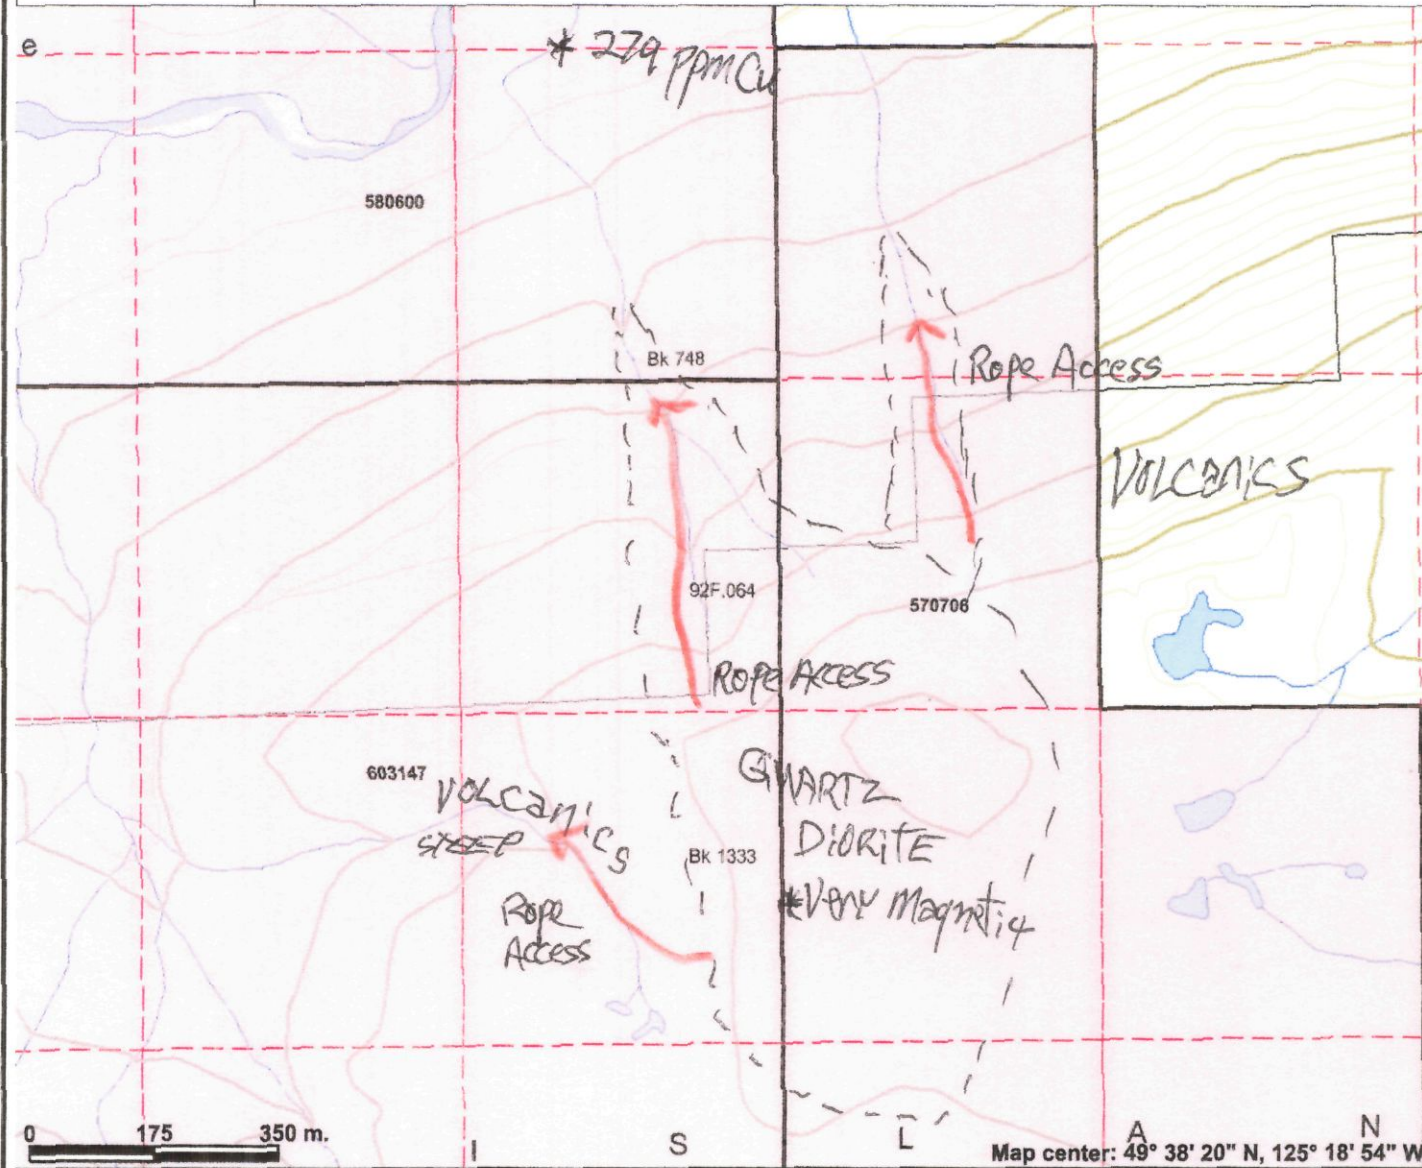 e
* 279 ppm Cu
580600
Bk 748
Rope Access
VOLCANICS
92F.064
570706
Rope Access
603147
VOLCANICS
STEEP
QUARTZ
DIORITE
Bk 1333
*Very Magnetic
Rope
Access
0 175 350 m.
I S L A N
Map center: 49° 38' 20" N, 125° 18' 54" W